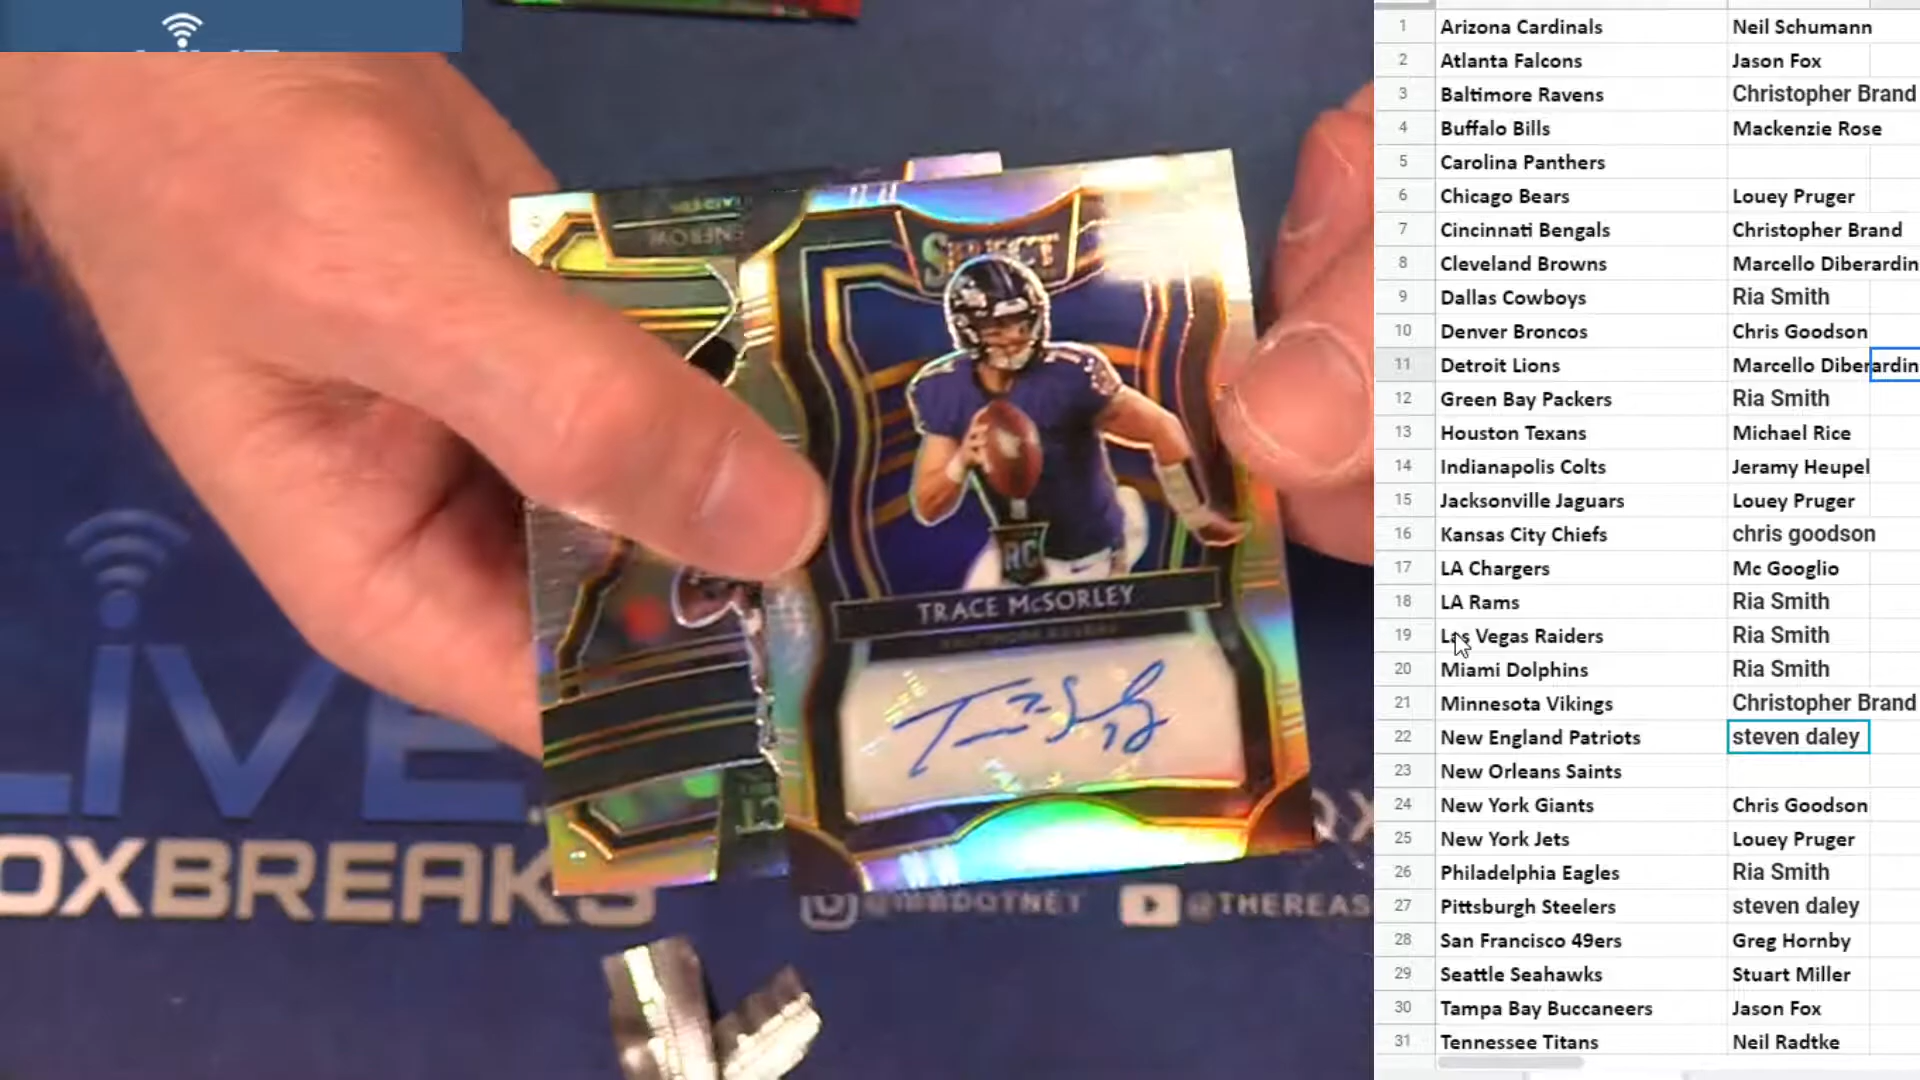 SELECT
RC
TRACE McSORLEY
BALTIMORE RAVENS
LIVE
OXBREAKS
@THEREAS
1 Arizona Cardinals Neil Schumann
2 Atlanta Falcons Jason Fox
3 Baltimore Ravens Christopher Brand
4 Buffalo Bills Mackenzie Rose
5 Carolina Panthers
6 Chicago Bears Louey Pruger
7 Cincinnati Bengals Christopher Brand
8 Cleveland Browns Marcello Diberardin
9 Dallas Cowboys Ria Smith
10 Denver Broncos Chris Goodson
11 Detroit Lions Marcello Diberardin
12 Green Bay Packers Ria Smith
13 Houston Texans Michael Rice
14 Indianapolis Colts Jeramy Heupel
15 Jacksonville Jaguars Louey Pruger
16 Kansas City Chiefs chris goodson
17 LA Chargers Mc Googlio
18 LA Rams Ria Smith
19 Las Vegas Raiders Ria Smith
20 Miami Dolphins Ria Smith
21 Minnesota Vikings Christopher Brand
22 New England Patriots steven daley
23 New Orleans Saints
24 New York Giants Chris Goodson
25 New York Jets Louey Pruger
26 Philadelphia Eagles Ria Smith
27 Pittsburgh Steelers steven daley
28 San Francisco 49ers Greg Hornby
29 Seattle Seahawks Stuart Miller
30 Tampa Bay Buccaneers Jason Fox
31 Tennessee Titans Neil Radtke